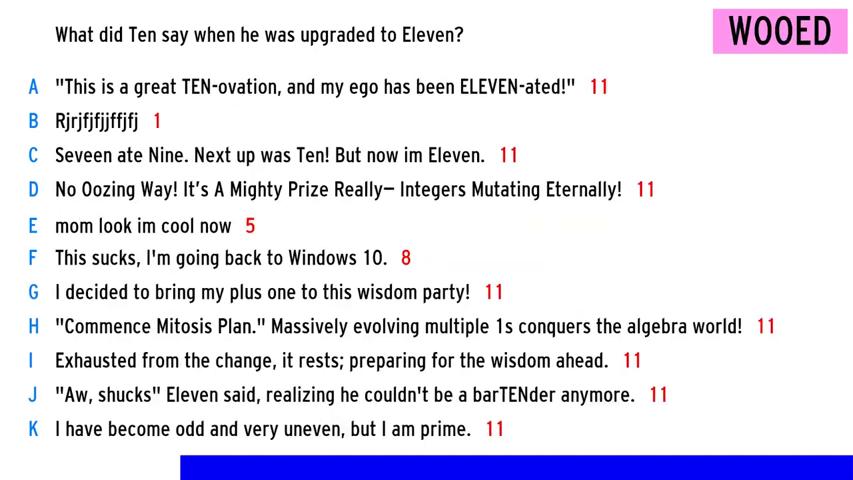 What did Ten say when he was upgraded to Eleven?
WOOED
A "This is a great TEN-ovation, and my ego has been ELEVEN-ated!" 11
B Rjrjfjfjjffjfj 1
C Seveen ate Nine. Next up was Ten! But now im Eleven. 11
D No Oozing Way! It's A Mighty Prize Really— Integers Mutating Eternally! 11
E mom look im cool now 5
F This sucks, I'm going back to Windows 10. 8
G I decided to bring my plus one to this wisdom party! 11
H "Commence Mitosis Plan." Massively evolving multiple 1s conquers the algebra world! 11
I Exhausted from the change, it rests; preparing for the wisdom ahead. 11
J "Aw, shucks" Eleven said, realizing he couldn't be a barTENder anymore. 11
K I have become odd and very uneven, but I am prime. 11